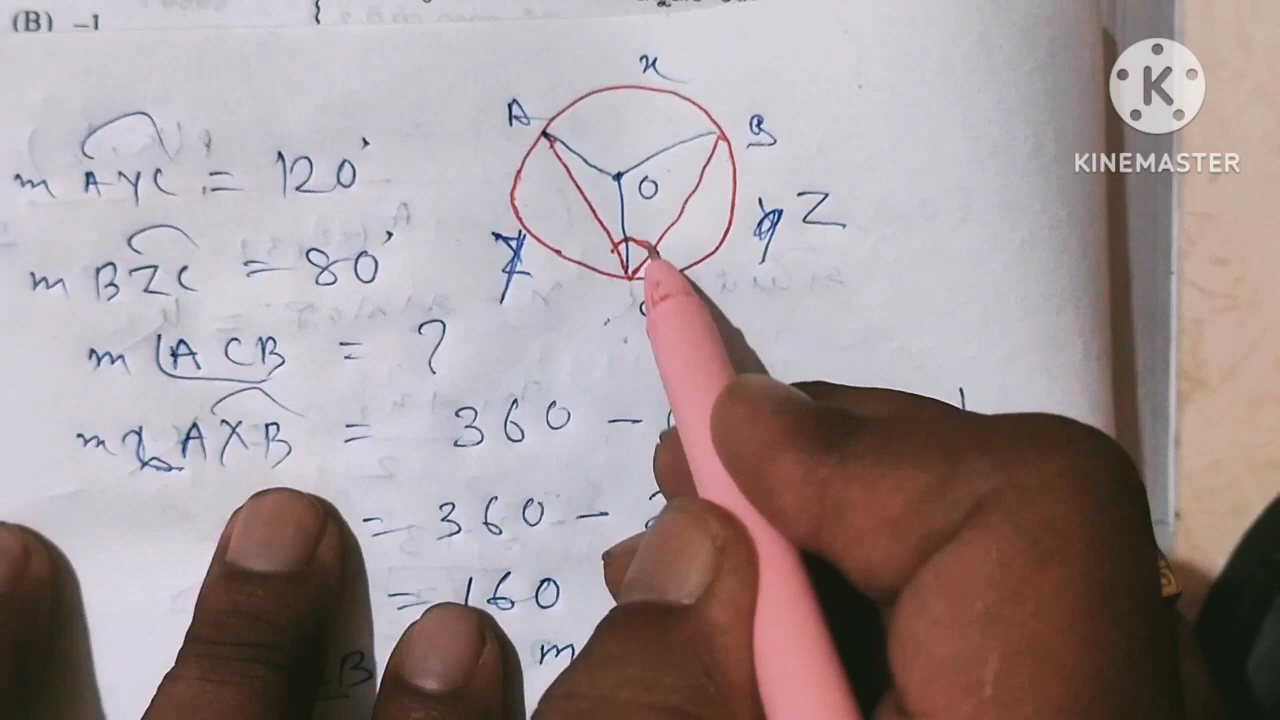 (B) -1
x
A
B
m AYC = 120°
O
Z
Y
m BZC = 80°
m ∠ACB = ?
m AXB = 360 -
= 360 -
= 160
m
B
K
KINEMASTER